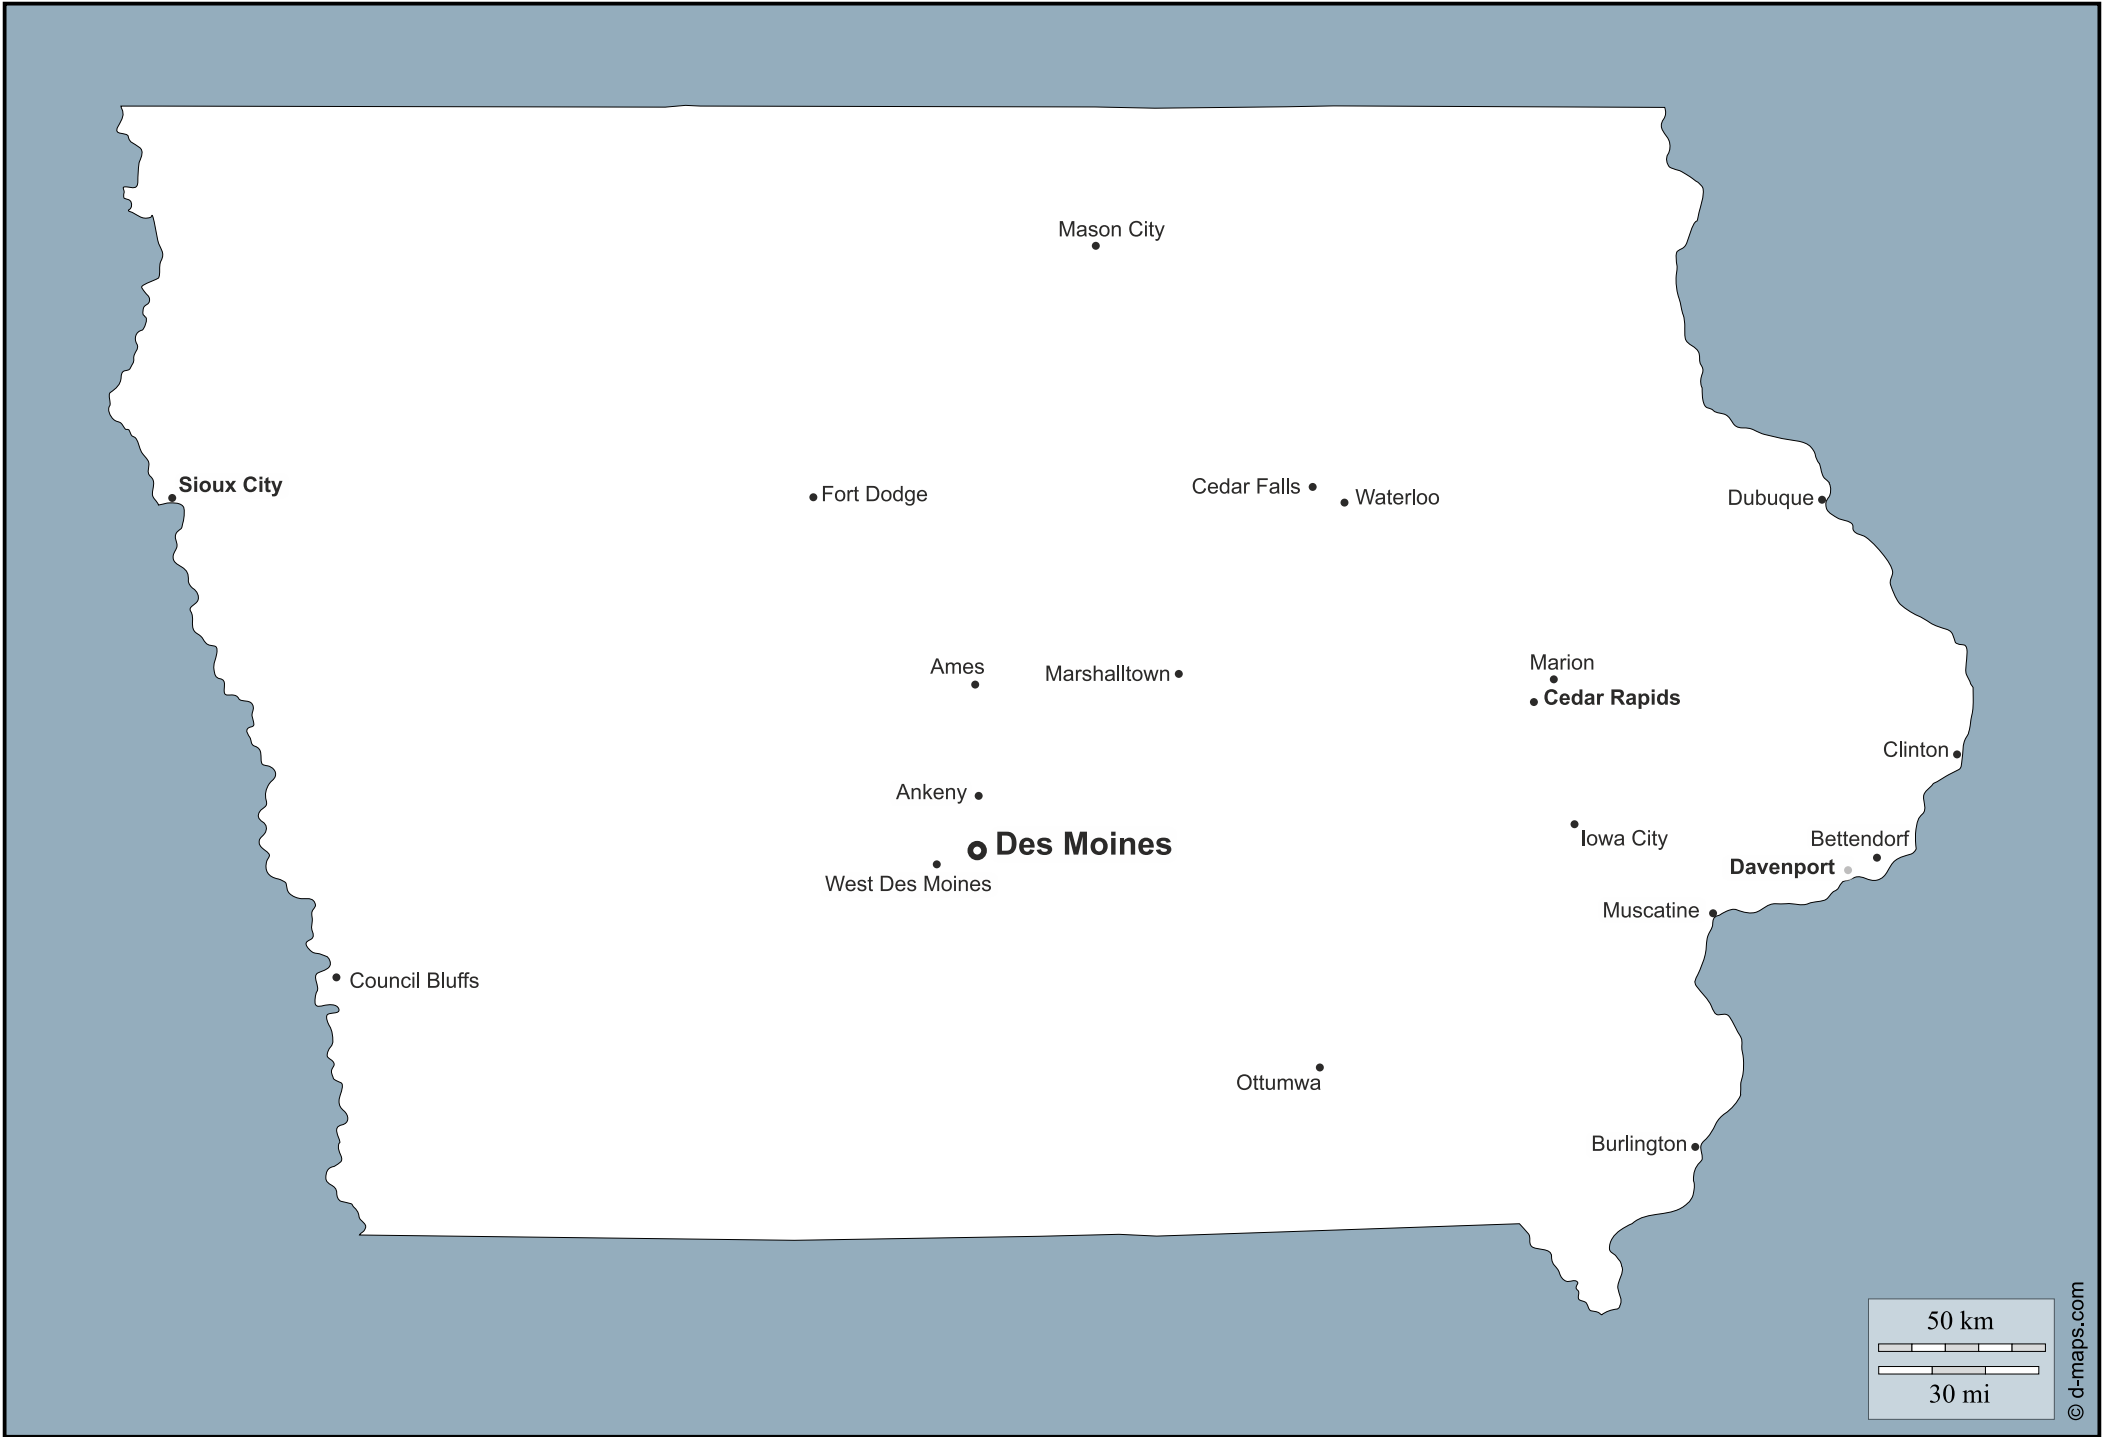 Mason City
Sioux City
Fort Dodge
Cedar Falls
Waterloo
Dubuque
Ames
Marshalltown
Marion
Cedar Rapids
Clinton
Ankeny
Des Moines
West Des Moines
Iowa City
Bettendorf
Davenport
Muscatine
Council Bluffs
Ottumwa
Burlington
50 km
30 mi
© d-maps.com